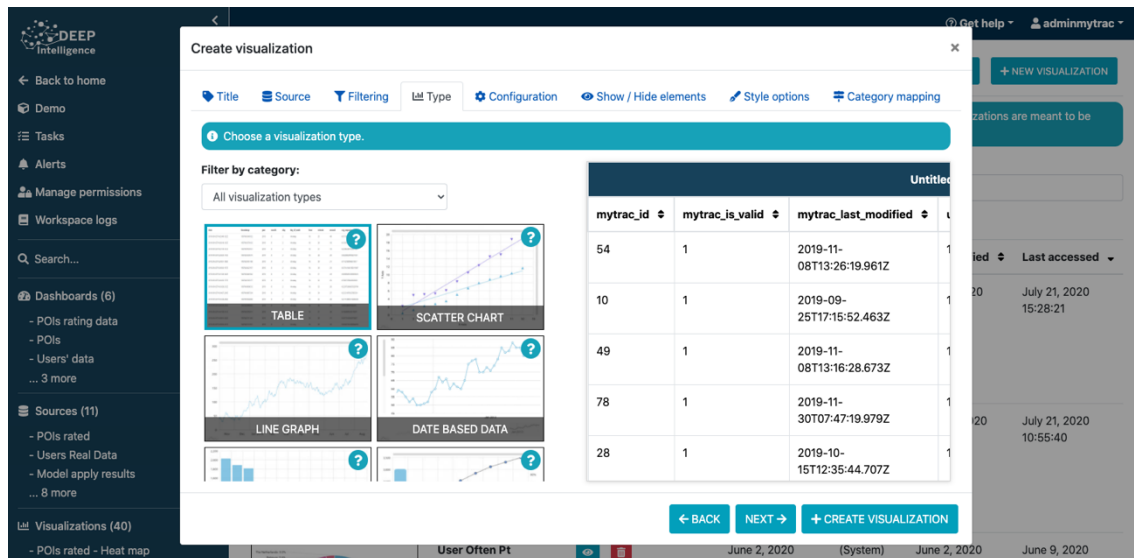 DEEP
Intelligence
Get help
adminmytrac
Back to home
Demo
Tasks
Alerts
Manage permissions
Workspace logs
Search...
Dashboards (6)
- POIs rating data
- POIs
- Users' data
... 3 more
Sources (11)
- POIs rated
- Users Real Data
- Model apply results
... 8 more
Visualizations (40)
- POIs rated - Heat map
Create visualization
×
Title Source Filtering Type Configuration Show / Hide elements Style options Category mapping
Choose a visualization type.
Filter by category:
All visualization types
TABLE
SCATTER CHART
LINE GRAPH
DATE BASED DATA
Untitled
mytrac_id mytrac_is_valid mytrac_last_modified u
54 1 2019-11-
08T13:26:19.961Z
10 1 2019-09-
25T17:15:52.463Z
49 1 2019-11-
08T13:16:28.673Z
78 1 2019-11-
30T07:47:19.979Z
28 1 2019-10-
15T12:35:44.707Z
BACK NEXT + CREATE VISUALIZATION
+ NEW VISUALIZATION
zations are meant to be
ied Last accessed
20 July 21, 2020
15:28:21
20 July 21, 2020
10:55:40
User Often Pt June 2, 2020 (System) June 2, 2020 June 9, 2020